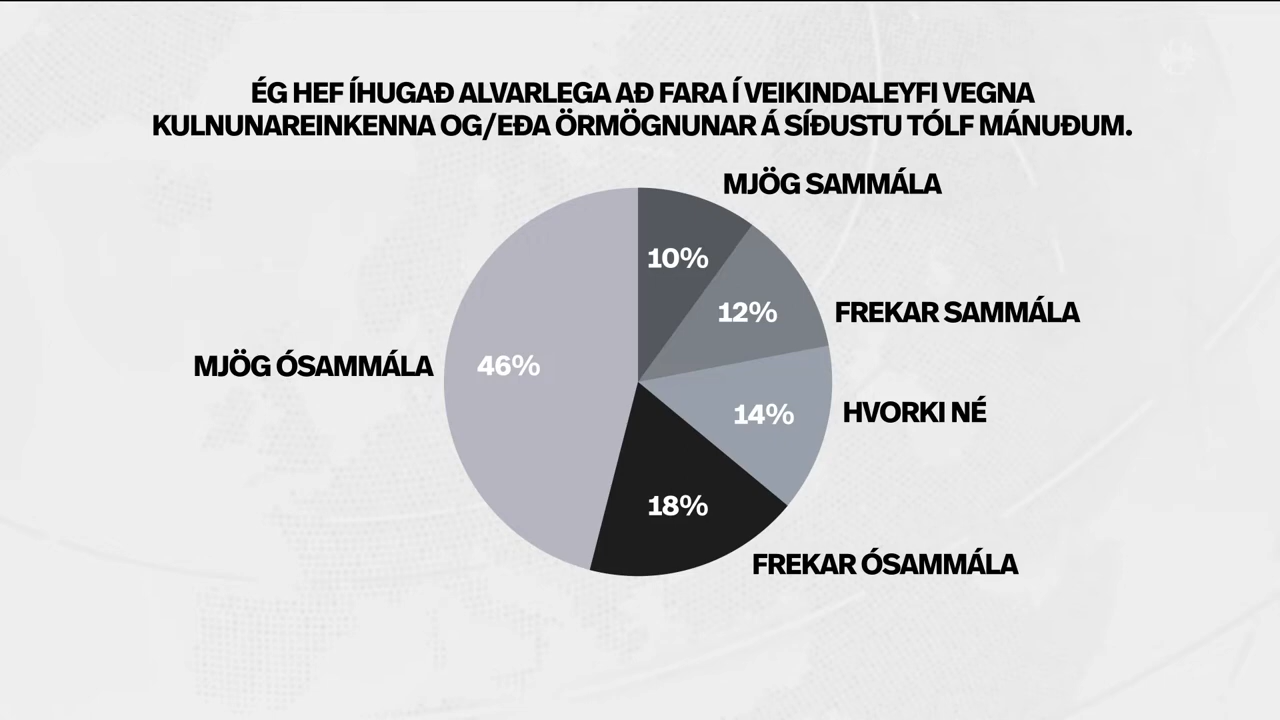 ÉG HEF ÍHUGAÐ ALVARLEGA AÐ FARA Í VEIKINDALEYFI VEGNA
KULNUNAREINKENNA OG/EÐA ÖRMÖGNUNAR Á SÍÐUSTU TÓLF MÁNUÐUM.
MJÖG SAMMÁLA
10%
FREKAR SAMMÁLA
12%
HVORKI NÉ
14%
FREKAR ÓSAMMÁLA
18%
MJÖG ÓSAMMÁLA
46%